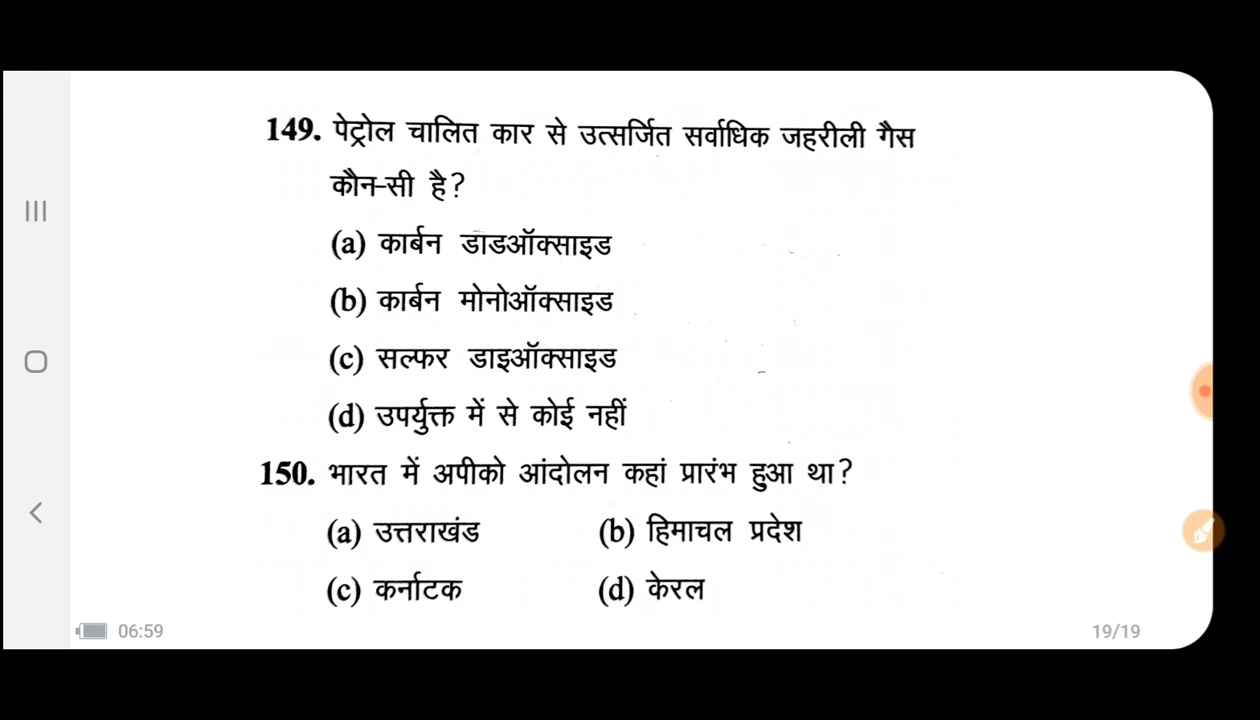 149. पेट्रोल चालित कार से उत्सर्जित सर्वाधिक जहरीली गैस
कौन-सी है?
(a) कार्बन डाडऑक्साइड
(b) कार्बन मोनोऑक्साइड
(c) सल्फर डाइऑक्साइड
(d) उपर्युक्त में से कोई नहीं
150. भारत में अपीको आंदोलन कहां प्रारंभ हुआ था?
(a) उत्तराखंड (b) हिमाचल प्रदेश
(c) कर्नाटक (d) केरल
06:59 19/19